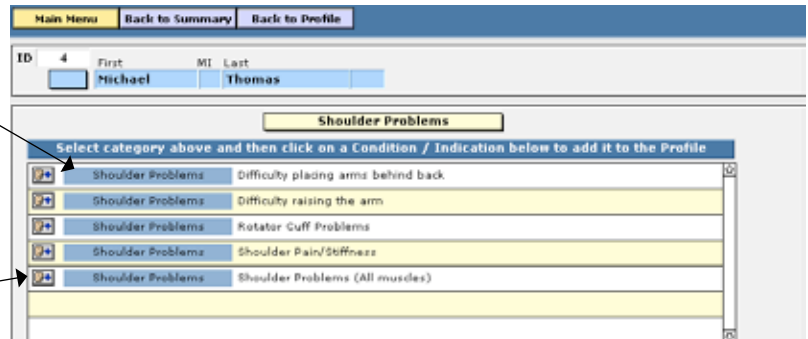 Main Menu Back to Summary Back to Profile
ID 4 First MI Last
Michael Thomas
Shoulder Problems
Select category above and then click on a Condition / Indication below to add it to the Profile
Shoulder Problems Difficulty placing arms behind back
Shoulder Problems Difficulty raising the arm
Shoulder Problems Rotator Cuff Problems
Shoulder Problems Shoulder Pain/Stiffness
Shoulder Problems Shoulder Problems (All muscles)